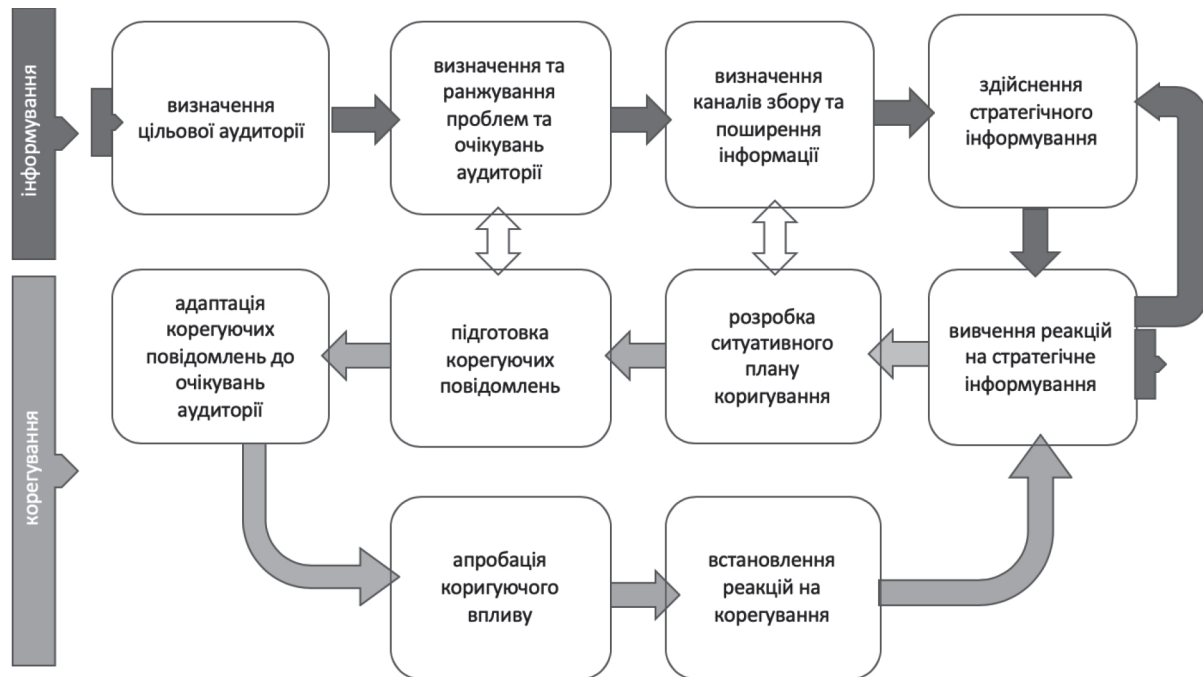 інформування
визначення
цільової аудиторії
визначення та
ранжування
проблем та
очікувань
аудиторії
визначення
каналів збору та
поширення
інформації
здійснення
стратегічного
інформування
корегування
адаптація
корегуючих
повідомлень до
очікувань
аудиторії
підготовка
корегуючих
повідомлень
розробка
ситуативного
плану
коригування
вивчення реакцій
на стратегічне
інформування
апробація
коригуючого
впливу
встановлення
реакцій на
корегування